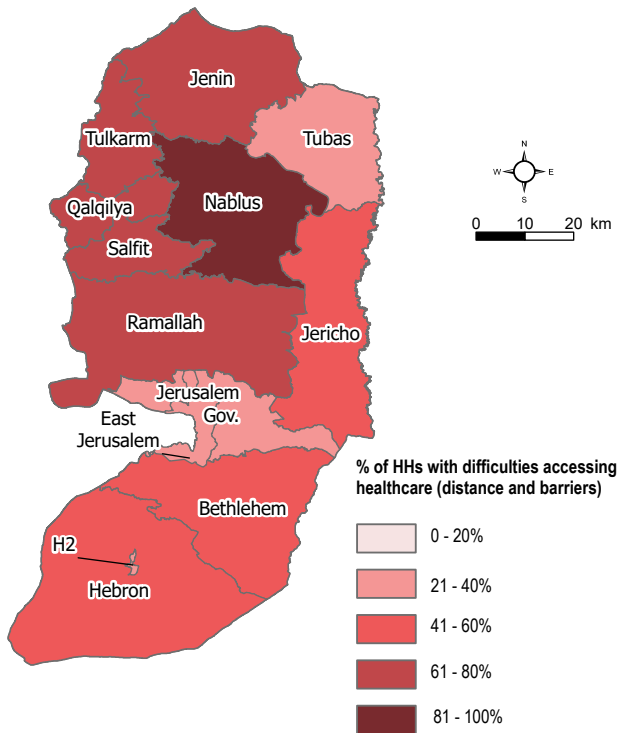 Jenin
Tulkarm
Tubas
Qalqilya
Nablus
Salfit
Ramallah
Jericho
Jerusalem
Gov.
East
Jerusalem
Bethlehem
H2
Hebron
N
W E
S
0 10 20 km
% of HHs with difficulties accessing
healthcare (distance and barriers)
0 - 20%
21 - 40%
41 - 60%
61 - 80%
81 - 100%